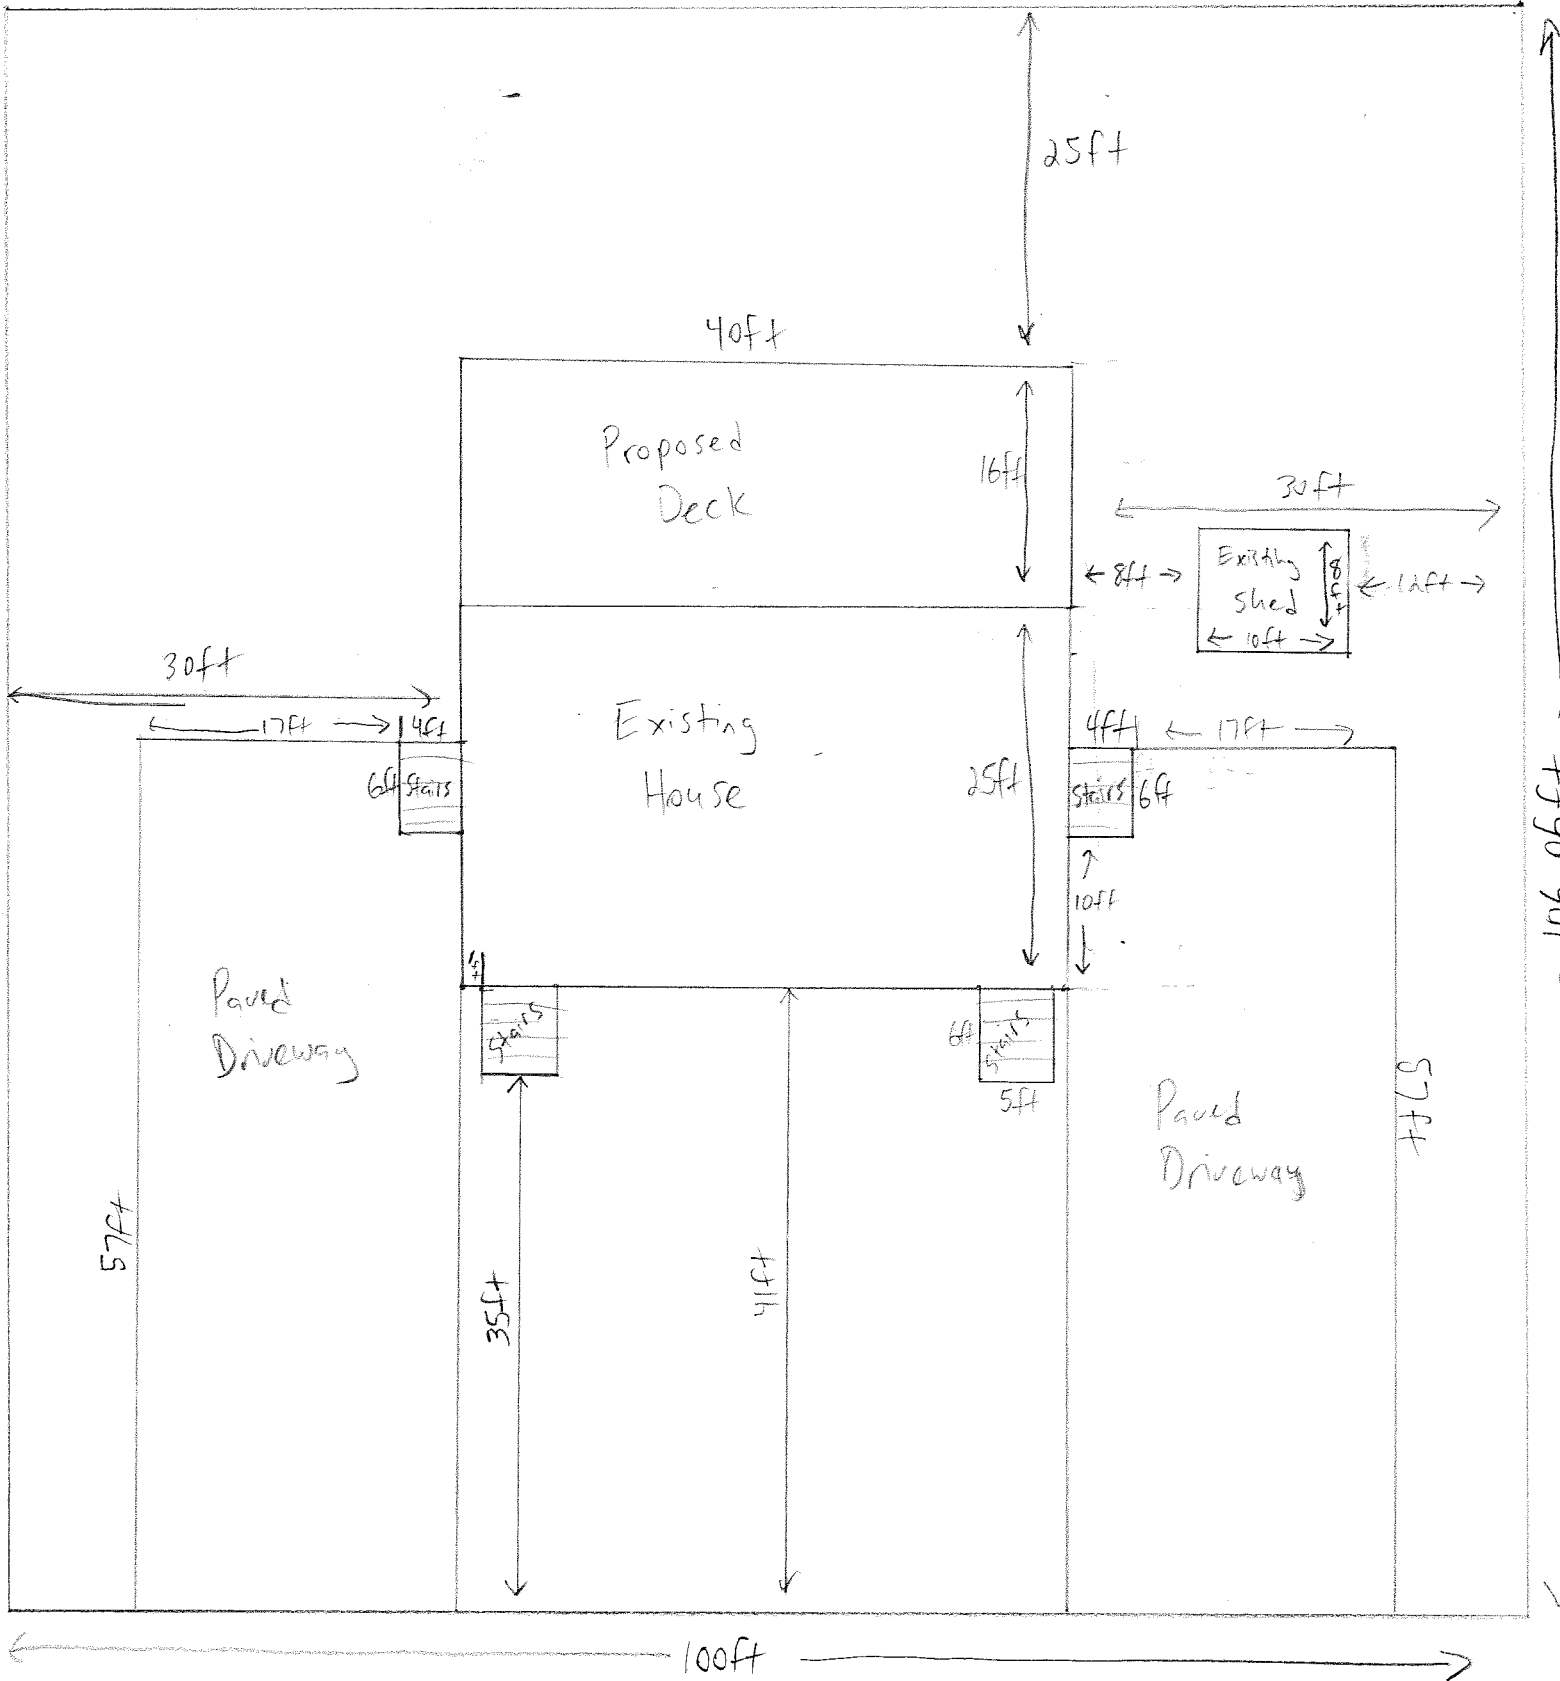 25ft
40ft
Proposed
Deck
16ft
30ft
8ft
Existing
Shed
8ft
12ft
10ft
30ft
17ft
4ft
Existing
House
4ft
17ft
6ft
Stairs
25ft
Stairs
6ft
10ft
Paved
Driveway
Stairs
6ft
Stairs
5ft
57ft
Paved
Driveway
57ft
35ft
41ft
100ft